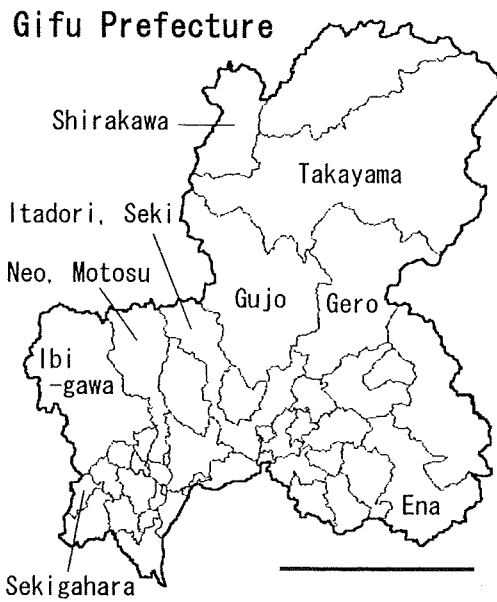 Gifu Prefecture
Shirakawa
Takayama
Itadori, Seki
Neo, Motosu
Gujo
Gero
Ibi
-gawa
Ena
Sekigahara